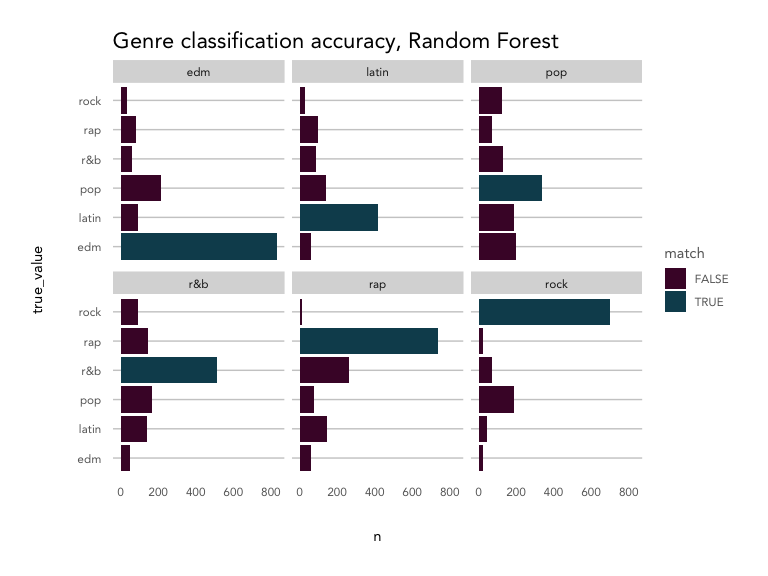 Genre classification accuracy, Random Forest
edm latin pop
rock
rap
r&b
pop
latin
edm
true_value
match
FALSE
TRUE
r&b rap rock
rock
rap
r&b
pop
latin
edm
0 200 400 600 800 0 200 400 600 800 0 200 400 600 800
n